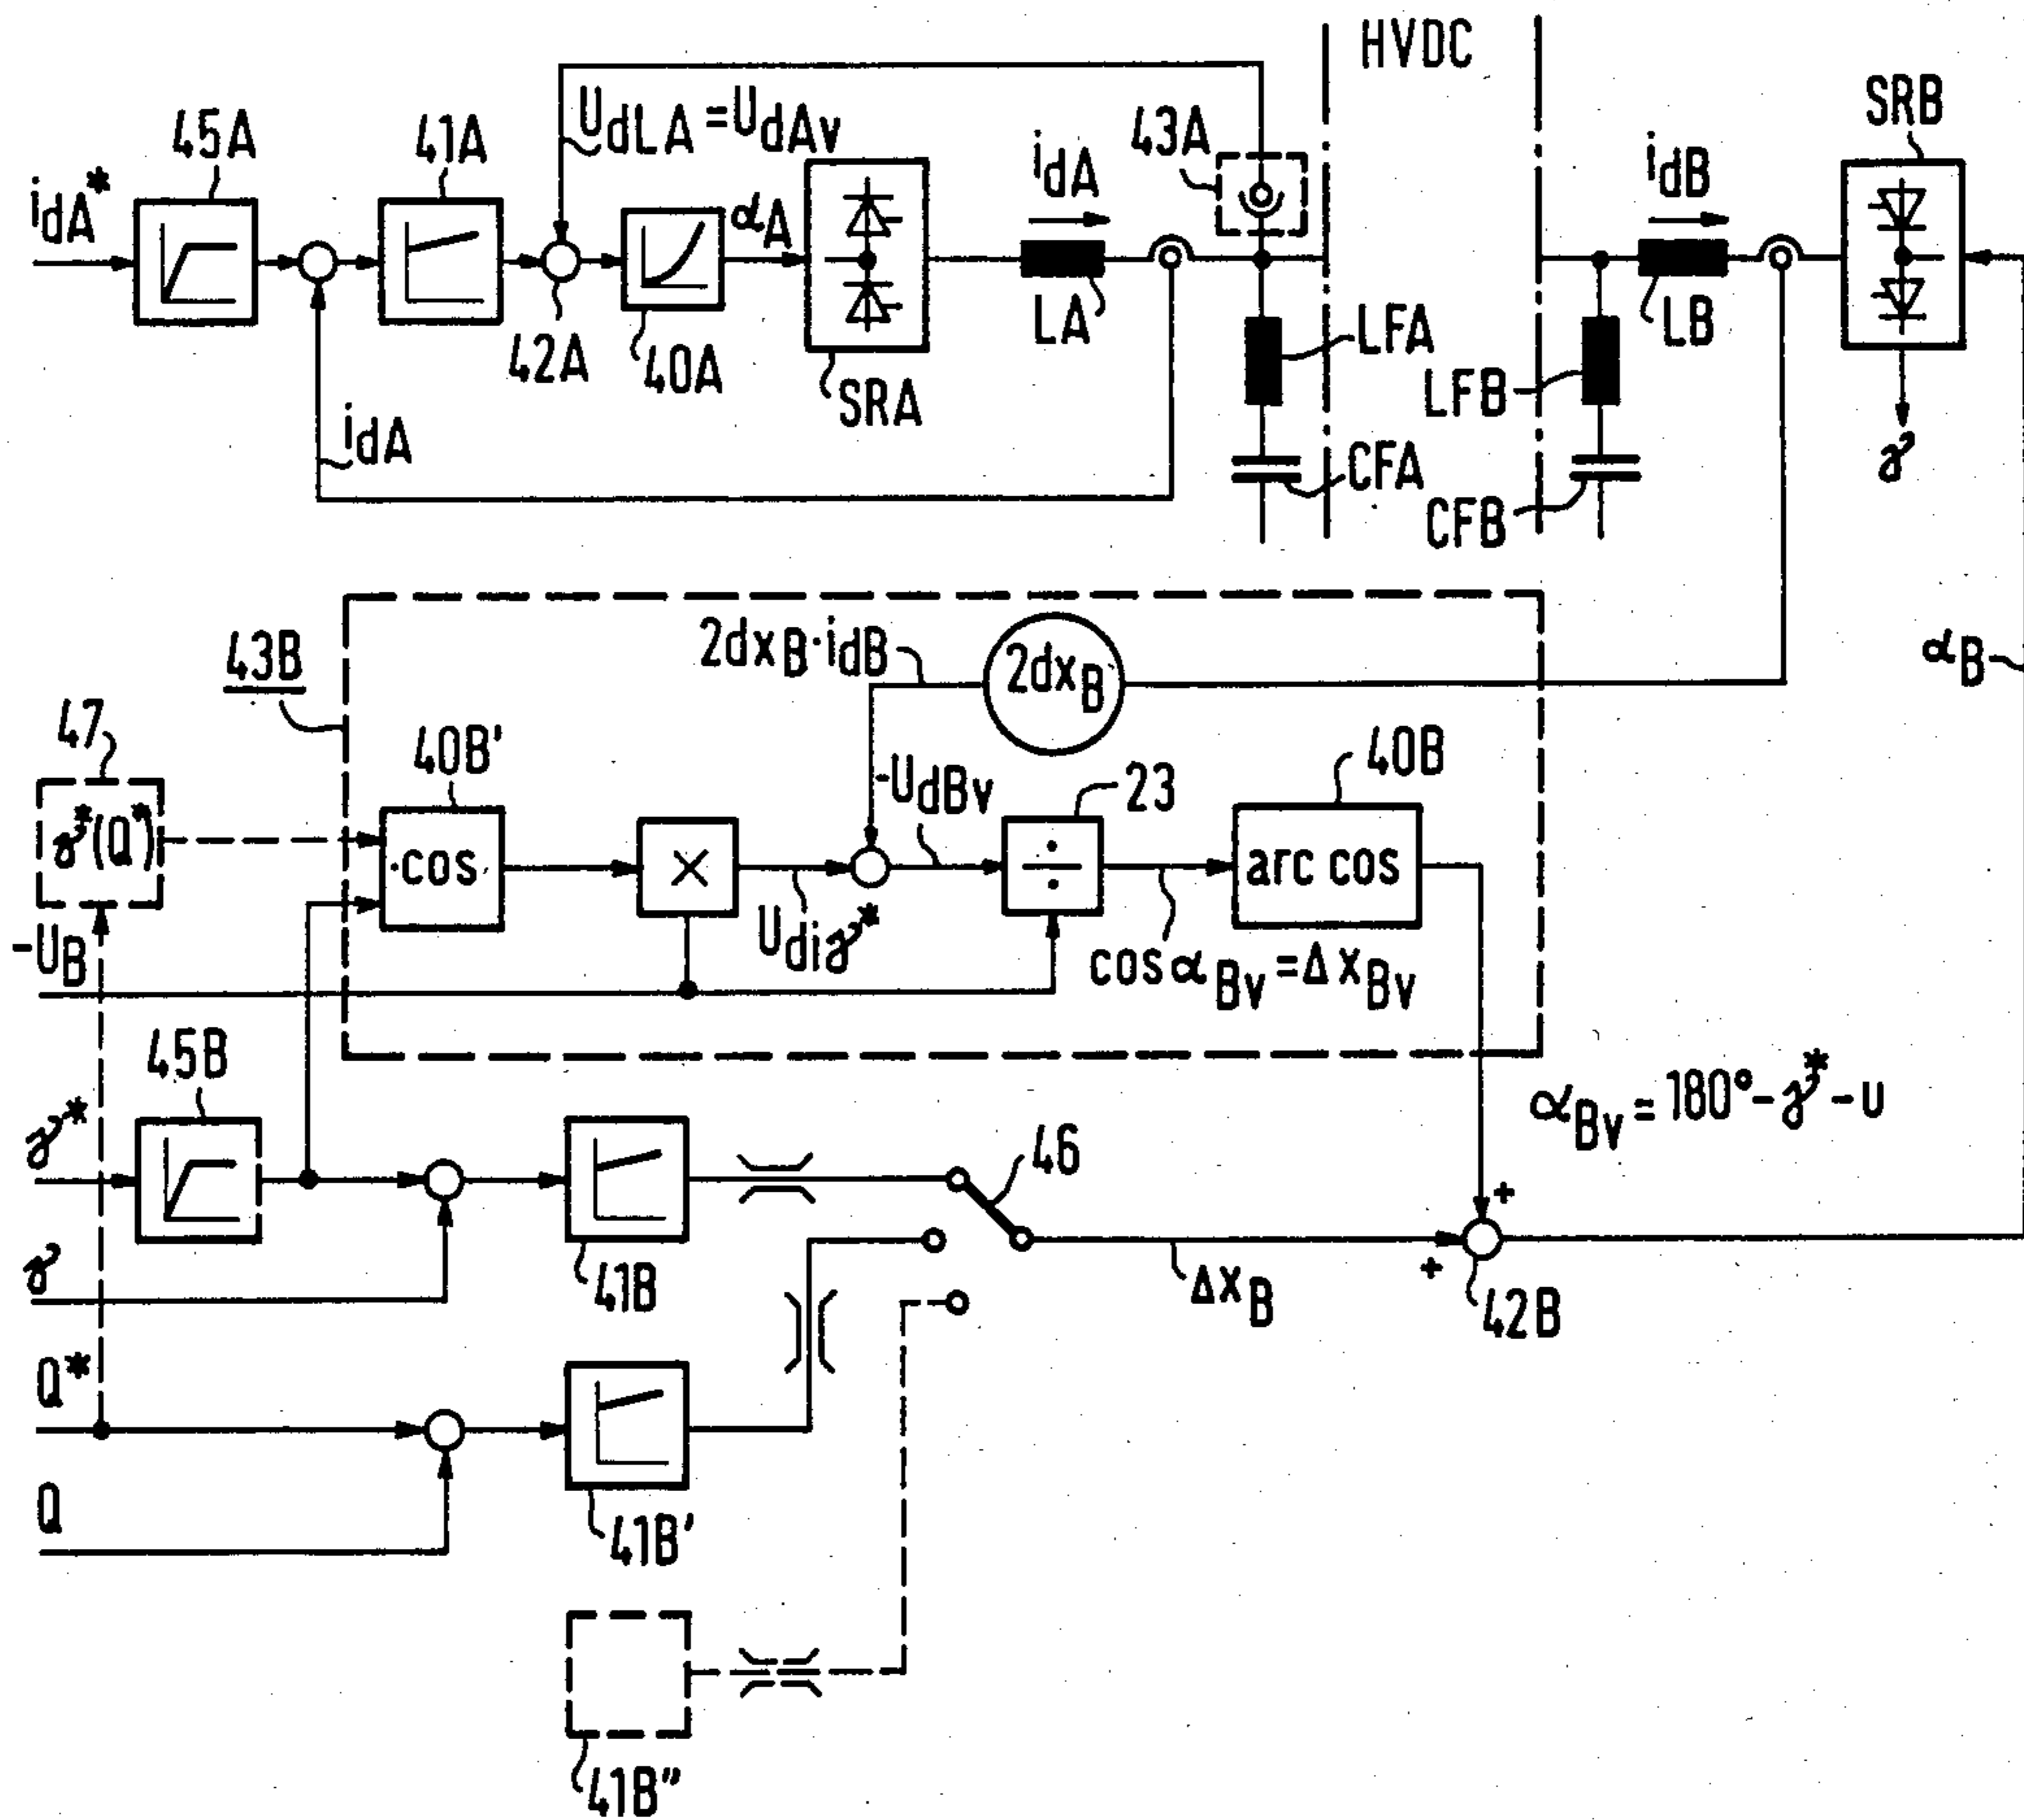 HVDC
SRB
45A
41A
UdLA = UdAv
43A
idA
idB
idA*
αA
42A
40A
SRA
LA
LFA
LB
LFB
idA
CFA
CFB
γ
2dxB·idB
2dxB
αB
43B
47
40B'
-UdBv
23
40B
γ*(Q*)
·cos
×
÷
arc cos
-UB
Udiγ*
cos αBv = ΔxBv
45B
αBv = 180° - γ* - u
γ*
46
+
γ
41B
ΔxB
+
42B
Q*
Q
41B'
41B"